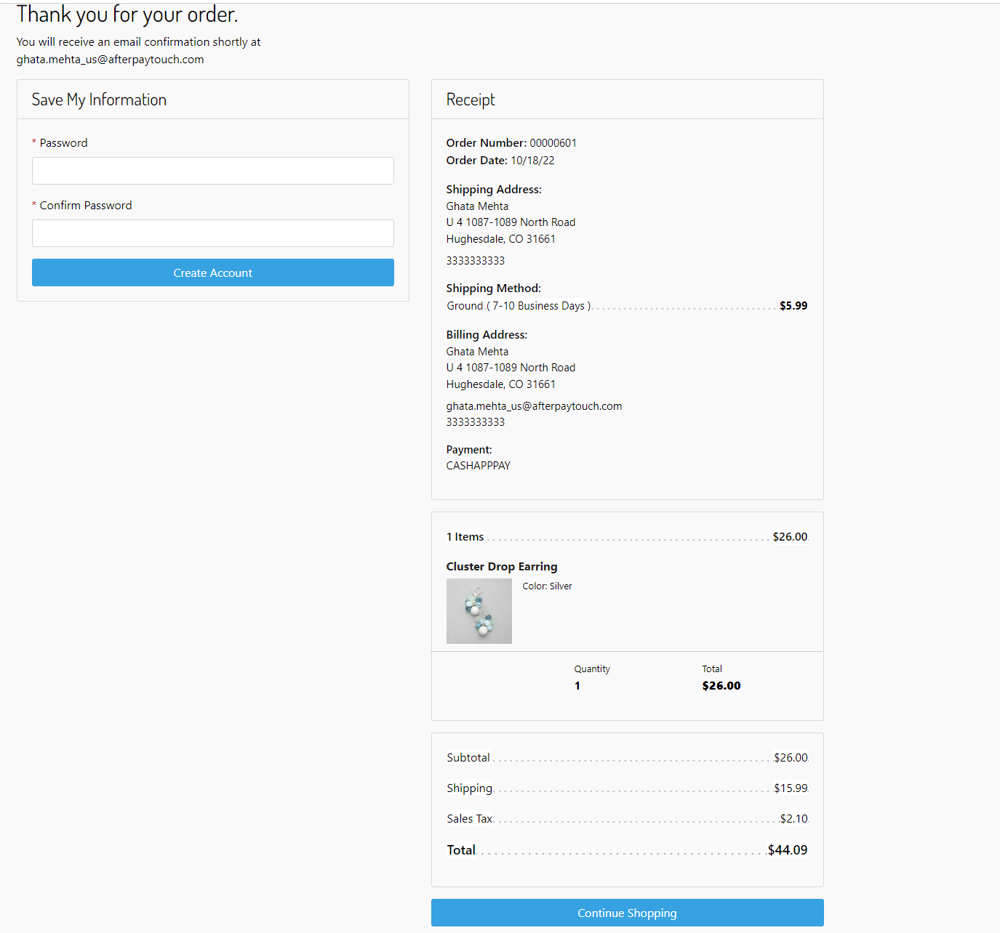 Thank you for your order.
You will receive an email confirmation shortly at
ghata.mehta_us@afterpaytouch.com
Save My Information
* Password
* Confirm Password
Create Account
Receipt
Order Number: 00000601
Order Date: 10/18/22
Shipping Address:
Ghata Mehta
U 4 1087-1089 North Road
Hughesdale, CO 31661
3333333333
Shipping Method:
Ground ( 7-10 Business Days ) $5.99
Billing Address:
Ghata Mehta
U 4 1087-1089 North Road
Hughesdale, CO 31661
ghata.mehta_us@afterpaytouch.com
3333333333
Payment:
CASHAPPPAY
1 Items $26.00
Cluster Drop Earring
Color: Silver
Quantity Total
1 $26.00
Subtotal $26.00
Shipping $15.99
Sales Tax $2.10
Total $44.09
Continue Shopping